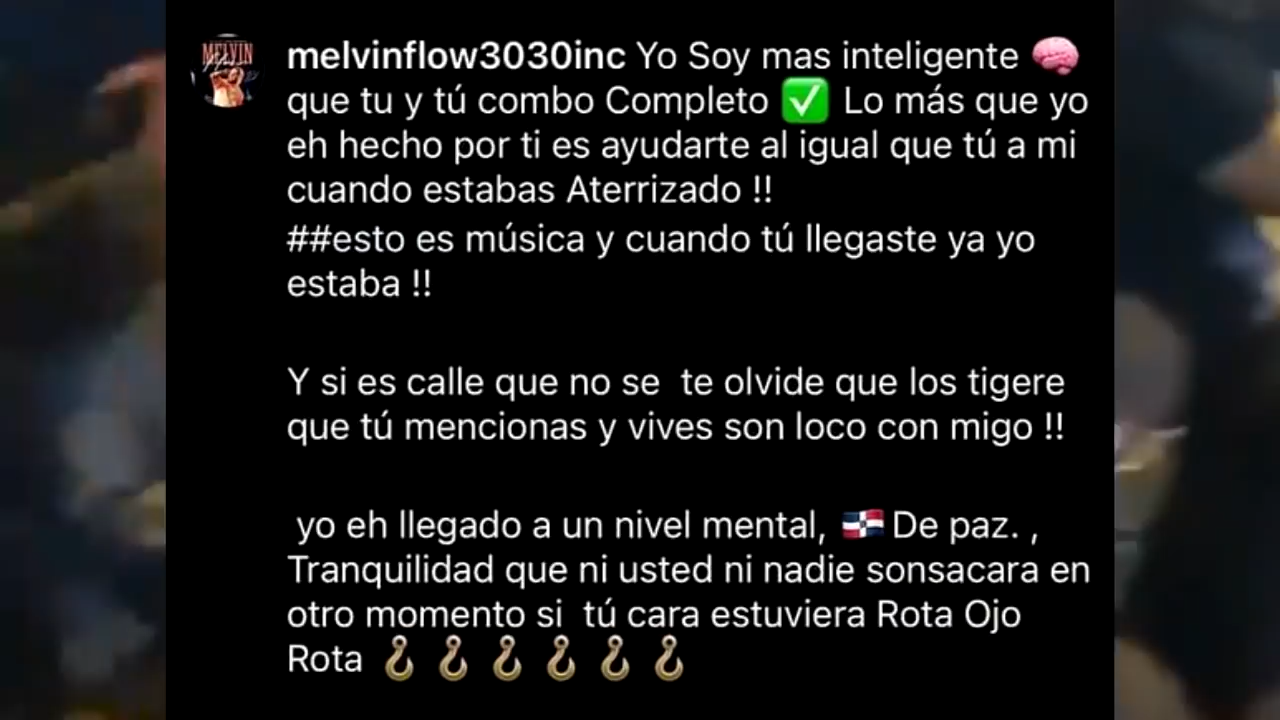 MELVIN
melvinflow3030inc Yo Soy mas inteligente 🧠
que tu y tú combo Completo ✅ Lo más que yo
eh hecho por ti es ayudarte al igual que tú a mi
cuando estabas Aterrizado !!
##esto es música y cuando tú llegaste ya yo
estaba !!
Y si es calle que no se  te olvide que los tigere
que tú mencionas y vives son loco con migo !!
yo eh llegado a un nivel mental, 🇩🇴 De paz. ,
Tranquilidad que ni usted ni nadie sonsacara en
otro momento si  tú cara estuviera Rota Ojo
Rota 🪝 🪝 🪝 🪝 🪝 🪝